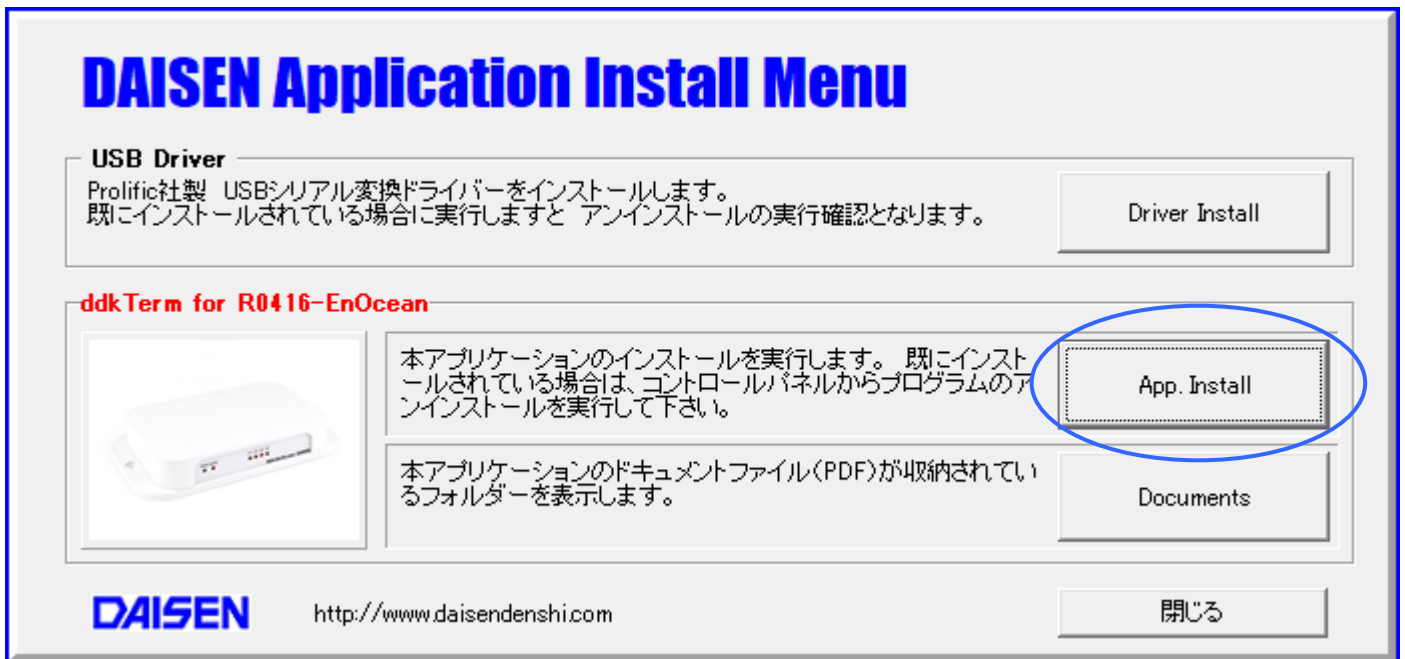 DAISEN Application Install Menu
USB Driver
Prolific社製 USBシリアル変換ドライバーをインストールします。
既にインストールされている場合に実行しますと アンインストールの実行確認となります。
Driver Install
ddkTerm for R0416-EnOcean
本アプリケーションのインストールを実行します。 既にインスト
ールされている場合は、コントロールパネルからプログラムのア
ンインストールを実行して下さい。
App. Install
本アプリケーションのドキュメントファイル(PDF)が収納されてい
るフォルダーを表示します。
Documents
DAISEN
http://www.daisendenshi.com
閉じる